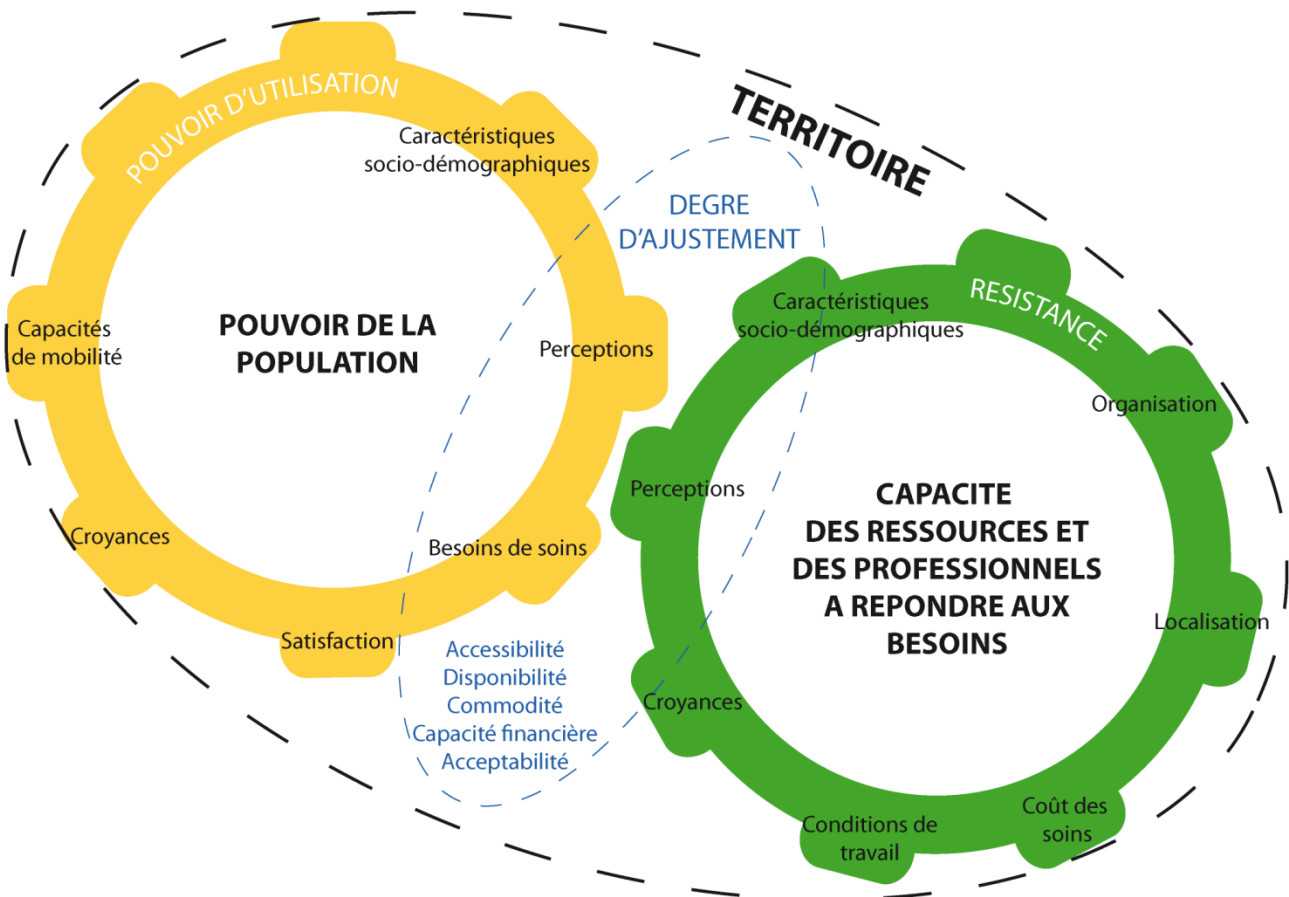 POUVOIR D'UTILISATION
Caractéristiques
socio-démographiques
Capacités
de mobilité
POUVOIR DE LA
POPULATION
Perceptions
Croyances
Besoins de soins
Satisfaction
TERRITOIRE
DEGRE
D'AJUSTEMENT
Accessibilité
Disponibilité
Commodité
Capacité financière
Acceptabilité
RESISTANCE
Caractéristiques
socio-démographiques
Organisation
Perceptions
CAPACITE
DES RESSOURCES ET
DES PROFESSIONNELS
A REPONDRE AUX
BESOINS
Localisation
Croyances
Conditions de
travail
Coût des
soins